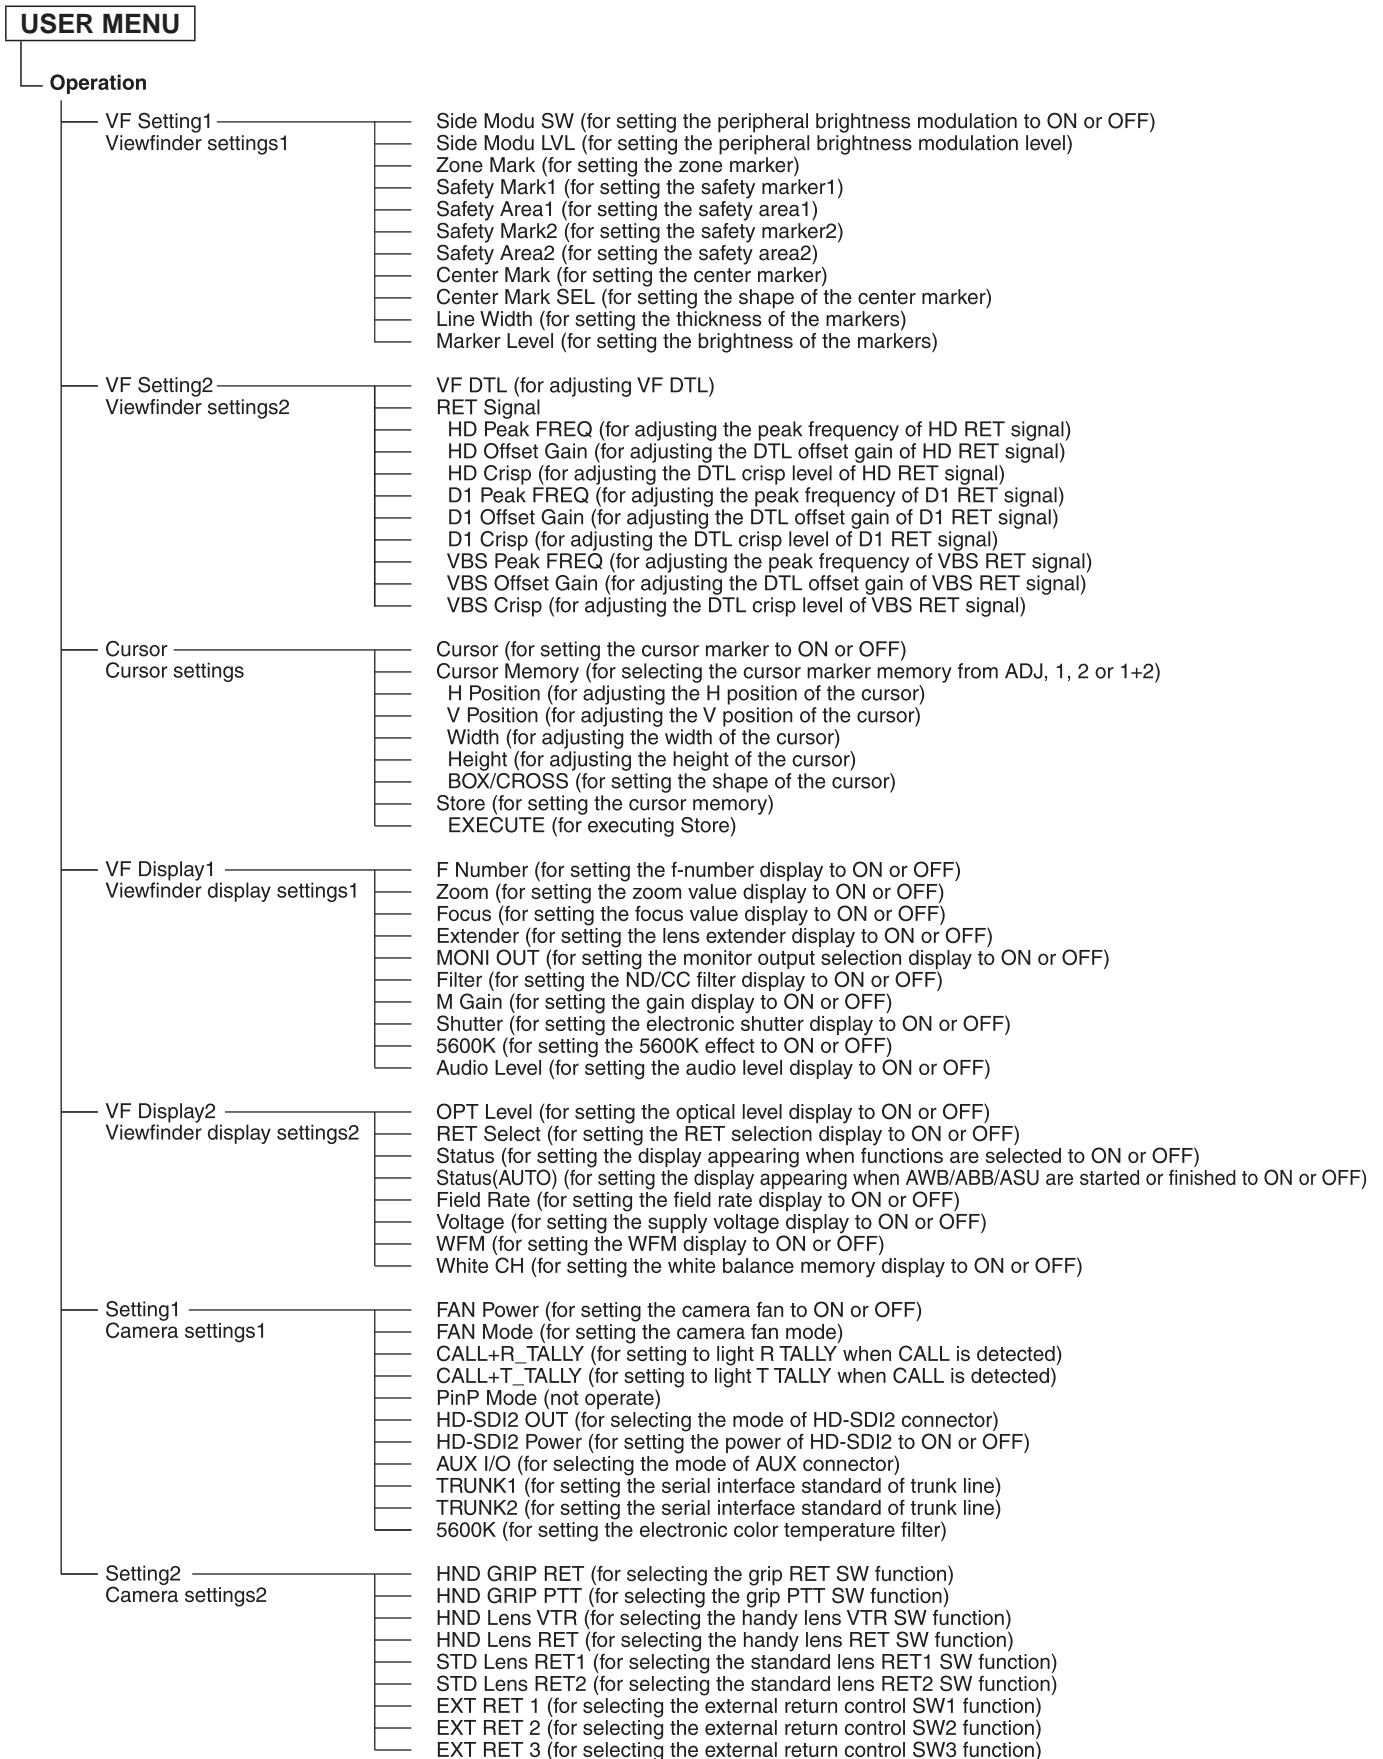 USER MENU
Operation
VF Setting1
Viewfinder settings1
Side Modu SW (for setting the peripheral brightness modulation to ON or OFF)
Side Modu LVL (for setting the peripheral brightness modulation level)
Zone Mark (for setting the zone marker)
Safety Mark1 (for setting the safety marker1)
Safety Area1 (for setting the safety area1)
Safety Mark2 (for setting the safety marker2)
Safety Area2 (for setting the safety area2)
Center Mark (for setting the center marker)
Center Mark SEL (for setting the shape of the center marker)
Line Width (for setting the thickness of the markers)
Marker Level (for setting the brightness of the markers)
VF Setting2
Viewfinder settings2
VF DTL (for adjusting VF DTL)
RET Signal
HD Peak FREQ (for adjusting the peak frequency of HD RET signal)
HD Offset Gain (for adjusting the DTL offset gain of HD RET signal)
HD Crisp (for adjusting the DTL crisp level of HD RET signal)
D1 Peak FREQ (for adjusting the peak frequency of D1 RET signal)
D1 Offset Gain (for adjusting the DTL offset gain of D1 RET signal)
D1 Crisp (for adjusting the DTL crisp level of D1 RET signal)
VBS Peak FREQ (for adjusting the peak frequency of VBS RET signal)
VBS Offset Gain (for adjusting the DTL offset gain of VBS RET signal)
VBS Crisp (for adjusting the DTL crisp level of VBS RET signal)
Cursor
Cursor settings
Cursor (for setting the cursor marker to ON or OFF)
Cursor Memory (for selecting the cursor marker memory from ADJ, 1, 2 or 1+2)
H Position (for adjusting the H position of the cursor)
V Position (for adjusting the V position of the cursor)
Width (for adjusting the width of the cursor)
Height (for adjusting the height of the cursor)
BOX/CROSS (for setting the shape of the cursor)
Store (for setting the cursor memory)
EXECUTE (for executing Store)
VF Display1
Viewfinder display settings1
F Number (for setting the f-number display to ON or OFF)
Zoom (for setting the zoom value display to ON or OFF)
Focus (for setting the focus value display to ON or OFF)
Extender (for setting the lens extender display to ON or OFF)
MONI OUT (for setting the monitor output selection display to ON or OFF)
Filter (for setting the ND/CC filter display to ON or OFF)
M Gain (for setting the gain display to ON or OFF)
Shutter (for setting the electronic shutter display to ON or OFF)
5600K (for setting the 5600K effect to ON or OFF)
Audio Level (for setting the audio level display to ON or OFF)
VF Display2
Viewfinder display settings2
OPT Level (for setting the optical level display to ON or OFF)
RET Select (for setting the RET selection display to ON or OFF)
Status (for setting the display appearing when functions are selected to ON or OFF)
Status(AUTO) (for setting the display appearing when AWB/ABB/ASU are started or finished to ON or OFF)
Field Rate (for setting the field rate display to ON or OFF)
Voltage (for setting the supply voltage display to ON or OFF)
WFM (for setting the WFM display to ON or OFF)
White CH (for setting the white balance memory display to ON or OFF)
Setting1
Camera settings1
FAN Power (for setting the camera fan to ON or OFF)
FAN Mode (for setting the camera fan mode)
CALL+R_TALLY (for setting to light R TALLY when CALL is detected)
CALL+T_TALLY (for setting to light T TALLY when CALL is detected)
PinP Mode (not operate)
HD-SDI2 OUT (for selecting the mode of HD-SDI2 connector)
HD-SDI2 Power (for setting the power of HD-SDI2 to ON or OFF)
AUX I/O (for selecting the mode of AUX connector)
TRUNK1 (for setting the serial interface standard of trunk line)
TRUNK2 (for setting the serial interface standard of trunk line)
5600K (for setting the electronic color temperature filter)
Setting2
Camera settings2
HND GRIP RET (for selecting the grip RET SW function)
HND GRIP PTT (for selecting the grip PTT SW function)
HND Lens VTR (for selecting the handy lens VTR SW function)
HND Lens RET (for selecting the handy lens RET SW function)
STD Lens RET1 (for selecting the standard lens RET1 SW function)
STD Lens RET2 (for selecting the standard lens RET2 SW function)
EXT RET 1 (for selecting the external return control SW1 function)
EXT RET 2 (for selecting the external return control SW2 function)
EXT RET 3 (for selecting the external return control SW3 function)